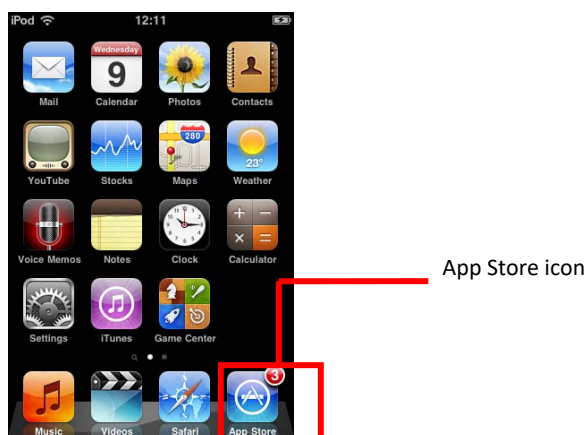 iPod 12:11
Wednesday
9
Mail Calendar Photos Contacts
280
23°
YouTube Stocks Maps Weather
Voice Memos Notes Clock Calculator
App Store icon
Settings iTunes Game Center
3
Music Videos Safari App Store